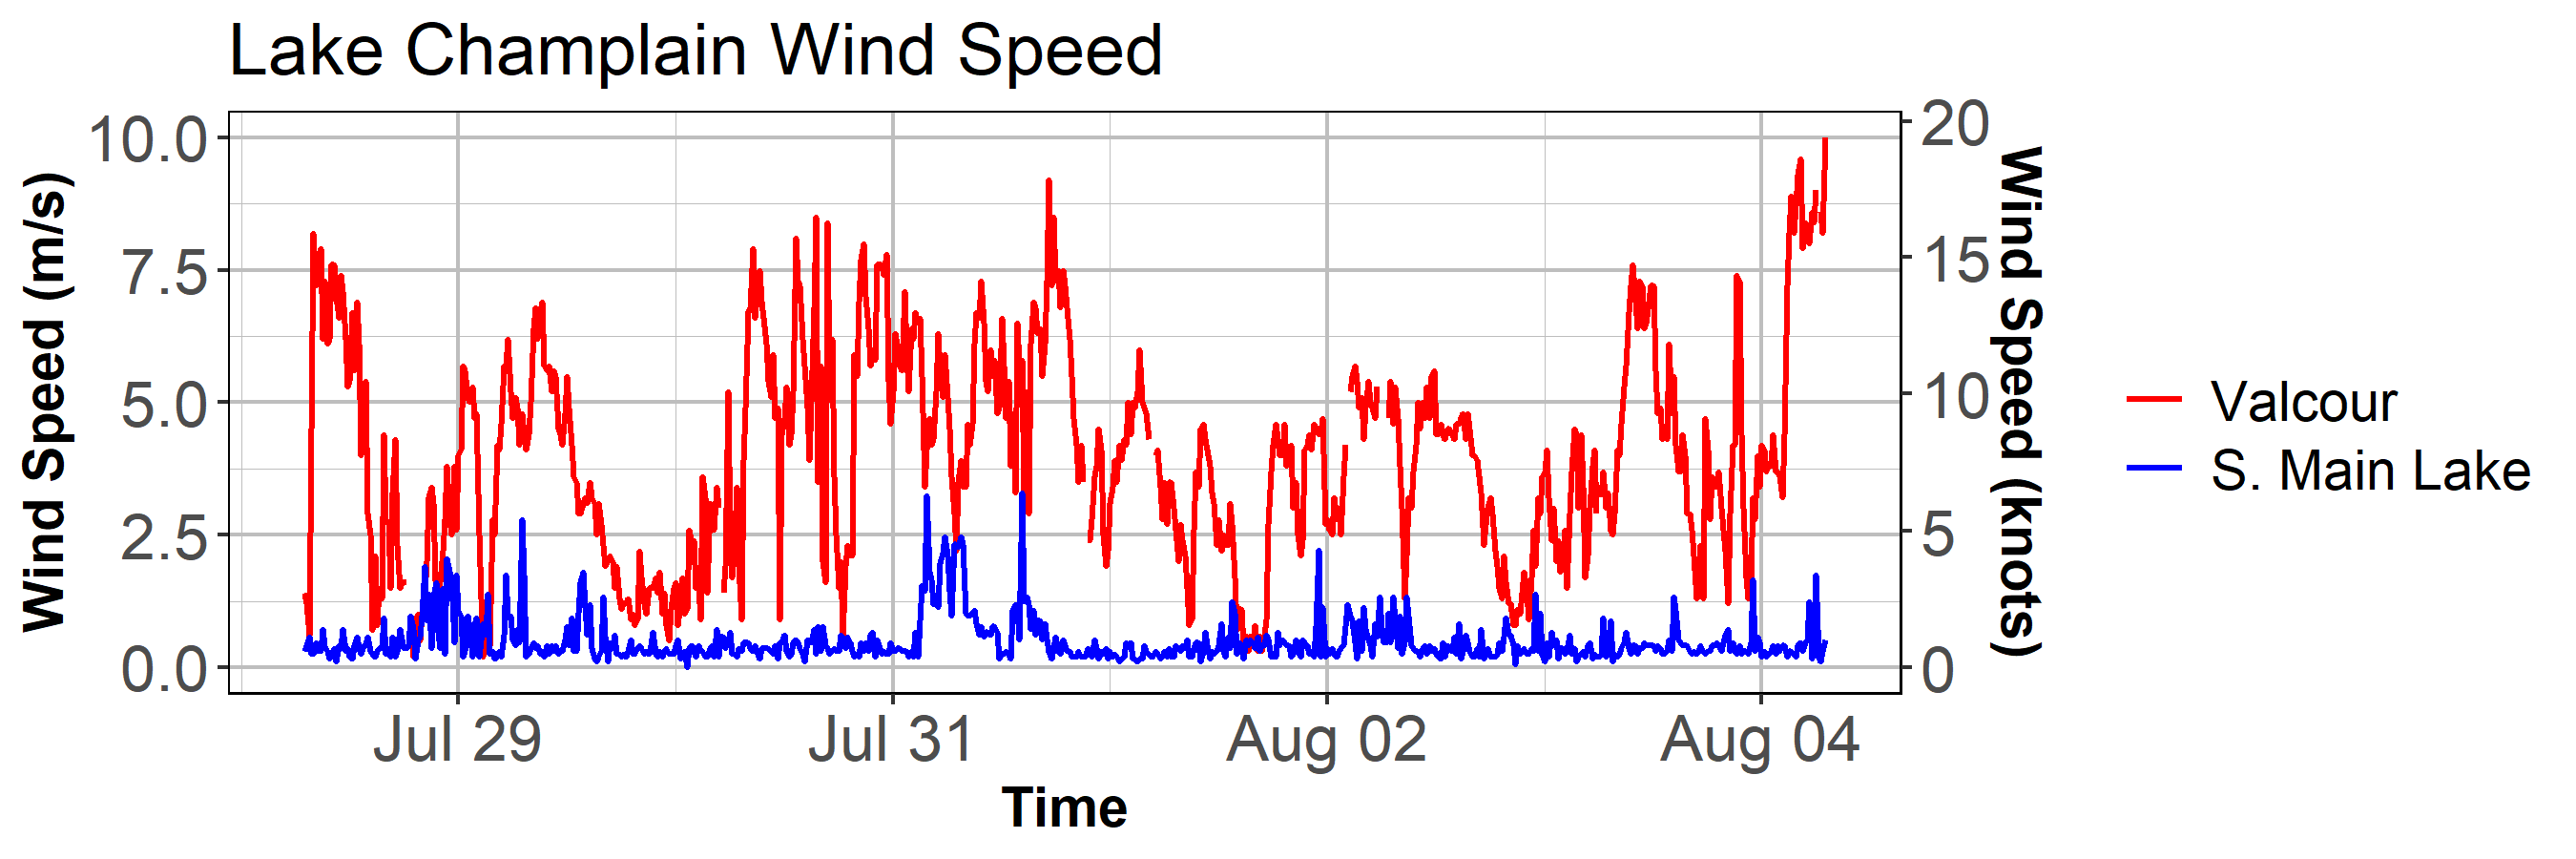 Lake Champlain Wind Speed
Wind Speed (m/s)
10.0
7.5
5.0
2.5
0.0
20
15
10
5
0
Wind Speed (knots)
Jul 29
Jul 31
Aug 02
Aug 04
Time
Valcour
S. Main Lake